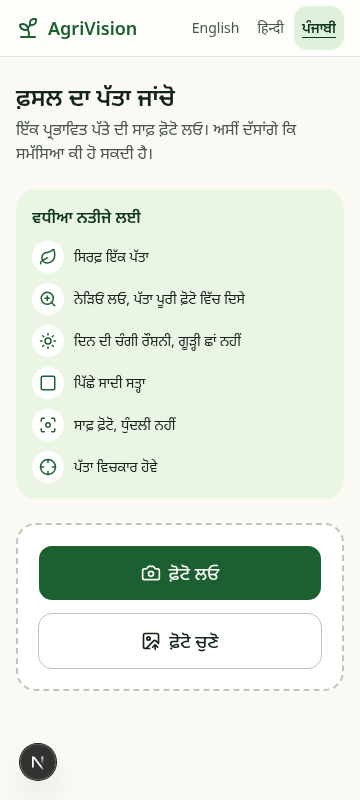 AgriVision
English
हिन्दी
ਪੰਜਾਬੀ
ਫ਼ਸਲ ਦਾ ਪੱਤਾ ਜਾਂਚੋ
ਇੱਕ ਪ੍ਰਭਾਵਿਤ ਪੱਤੇ ਦੀ ਸਾਫ਼ ਫ਼ੋਟੋ ਲਓ। ਅਸੀਂ ਦੱਸਾਂਗੇ ਕਿ
ਸਮੱਸਿਆ ਕੀ ਹੋ ਸਕਦੀ ਹੈ।
ਵਧੀਆ ਨਤੀਜੇ ਲਈ
ਸਿਰਫ਼ ਇੱਕ ਪੱਤਾ
ਨੇੜਿਓਂ ਲਓ, ਪੱਤਾ ਪੂਰੀ ਫ਼ੋਟੋ ਵਿੱਚ ਦਿਸੇ
ਦਿਨ ਦੀ ਚੰਗੀ ਰੌਸ਼ਨੀ, ਗੂੜ੍ਹੀ ਛਾਂ ਨਹੀਂ
ਪਿੱਛੇ ਸਾਦੀ ਸਤ੍ਹਾ
ਸਾਫ਼ ਫ਼ੋਟੋ, ਧੁੰਦਲੀ ਨਹੀਂ
ਪੱਤਾ ਵਿਚਕਾਰ ਹੋਵੇ
ਫ਼ੋਟੋ ਲਓ
ਫ਼ੋਟੋ ਚੁਣੋ
N